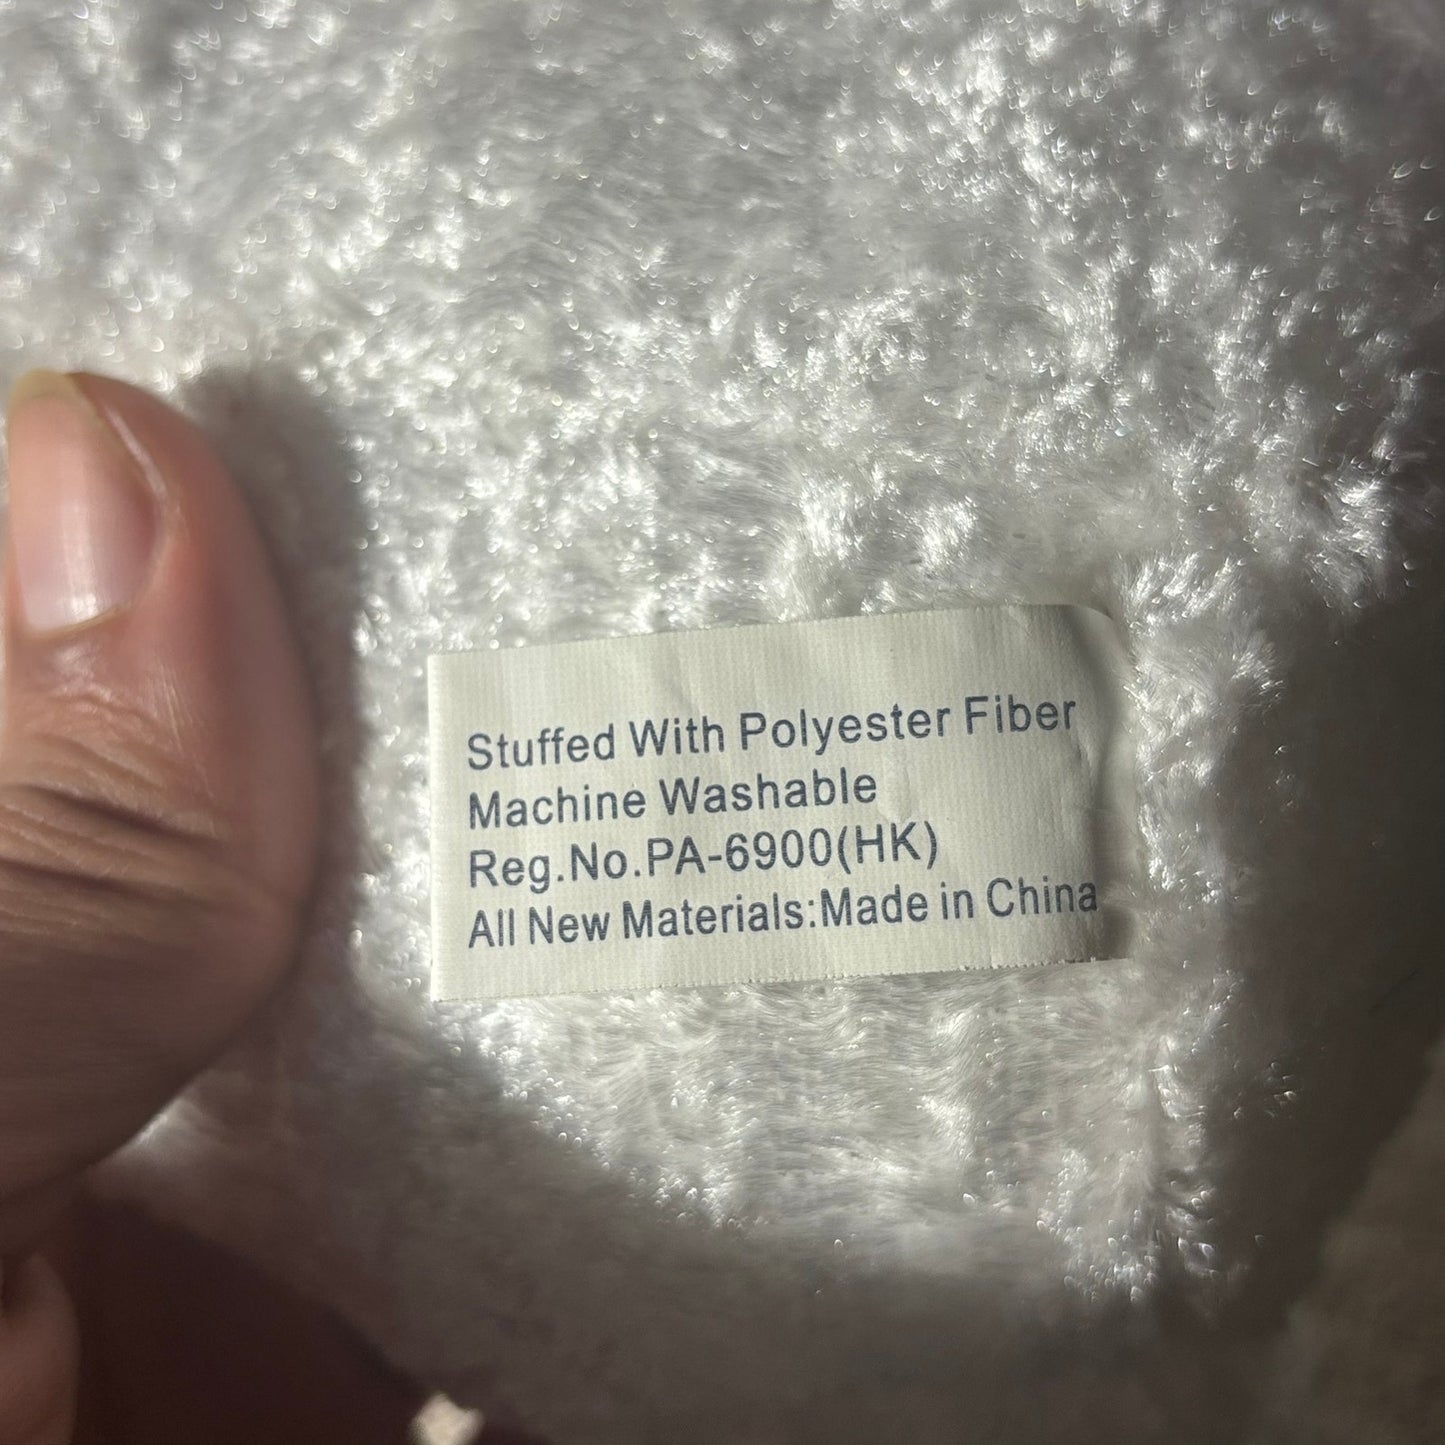 Stuffed With Polyester Fiber
Machine Washable
Reg.No.PA-6900(HK)
All New Materials:Made in China